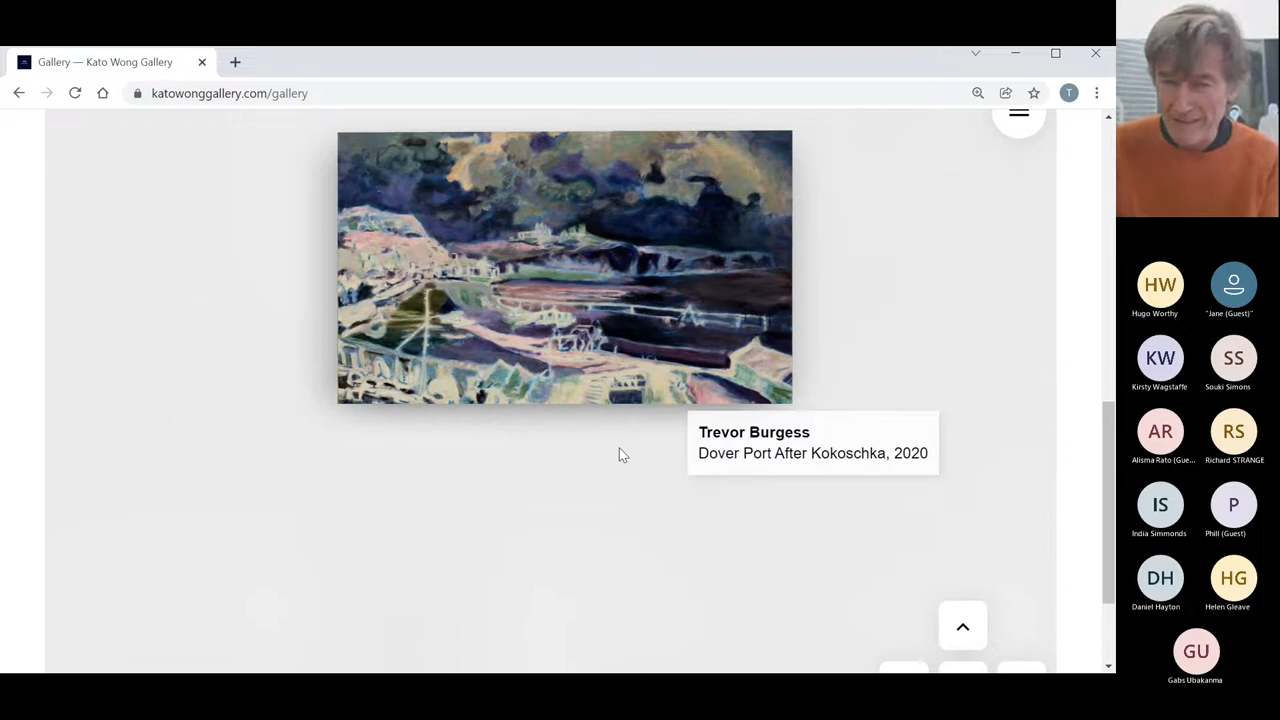 Gallery — Kato Wong Gallery
katowonggallery.com/gallery
T
Trevor Burgess
Dover Port After Kokoschka, 2020
HW
Hugo Worthy
"Jane (Guest)"
KW
Kirsty Wagstaffe
SS
Souki Simons
AR
Alisma Rato (Gue...
RS
Richard STRANGE
IS
India Simmonds
P
Phill (Guest)
DH
Daniel Hayton
HG
Helen Gleave
GU
Gabs Ubakanma